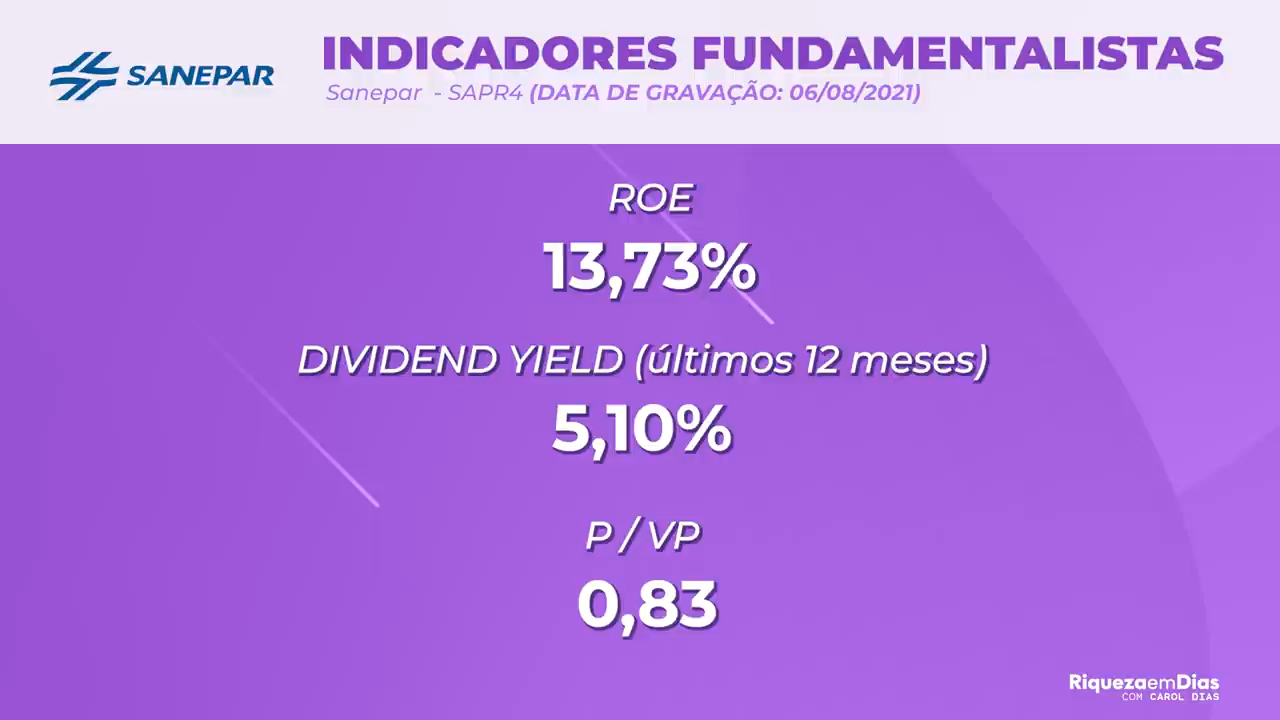 SANEPAR
INDICADORES FUNDAMENTALISTAS
Sanepar - SAPR4 (DATA DE GRAVAÇÃO: 06/08/2021)
ROE
13,73%
DIVIDEND YIELD (últimos 12 meses)
5,10%
P / VP
0,83
RiquezaemDias
COM CAROL DIAS